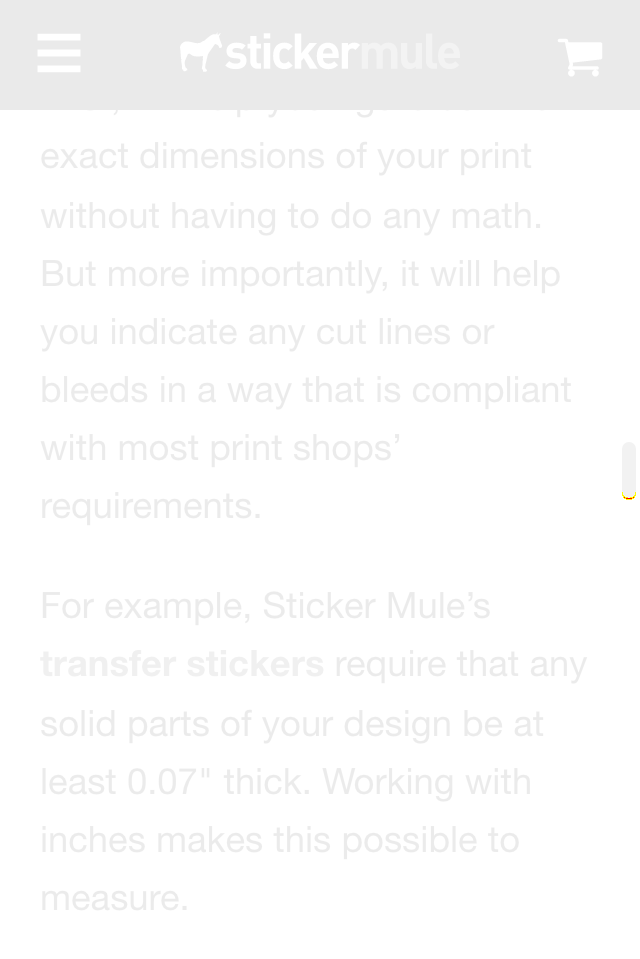 stickermule
exact dimensions of your print
without having to do any math.
But more importantly, it will help
you indicate any cut lines or
bleeds in a way that is compliant
with most print shops’
requirements.
For example, Sticker Mule’s
transfer stickers require that any
solid parts of your design be at
least 0.07" thick. Working with
inches makes this possible to
measure.